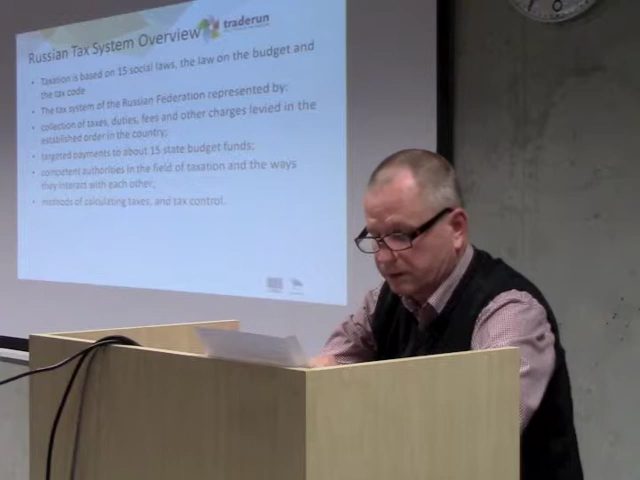 traderun
Russian Tax System Overview
• Taxation is based on 15 social laws, the law on the budget and
the tax code
• The tax system of the Russian Federation represented by:
• collection of taxes, duties, fees and other charges levied in the
established order in the country;
• targeted payments to about 15 state budget funds;
• competent authorities in the field of taxation and the ways
they interact with each other;
• methods of calculating taxes, and tax control.